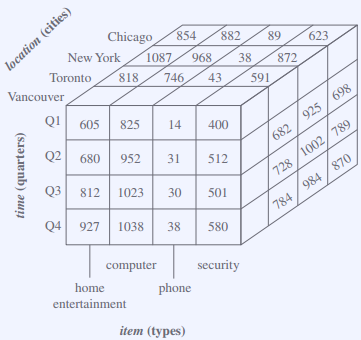 location (cities)
Chicago 854 882 89 623
New York 1087 968 38 872
Toronto 818 746 43 591
Vancouver
Q1 605 825 14 400 682 925 698
Q2 680 952 31 512 728 1002 789
Q3 812 1023 30 501 784 984 870
Q4 927 1038 38 580
time (quarters)
computer security
home phone
entertainment
item (types)